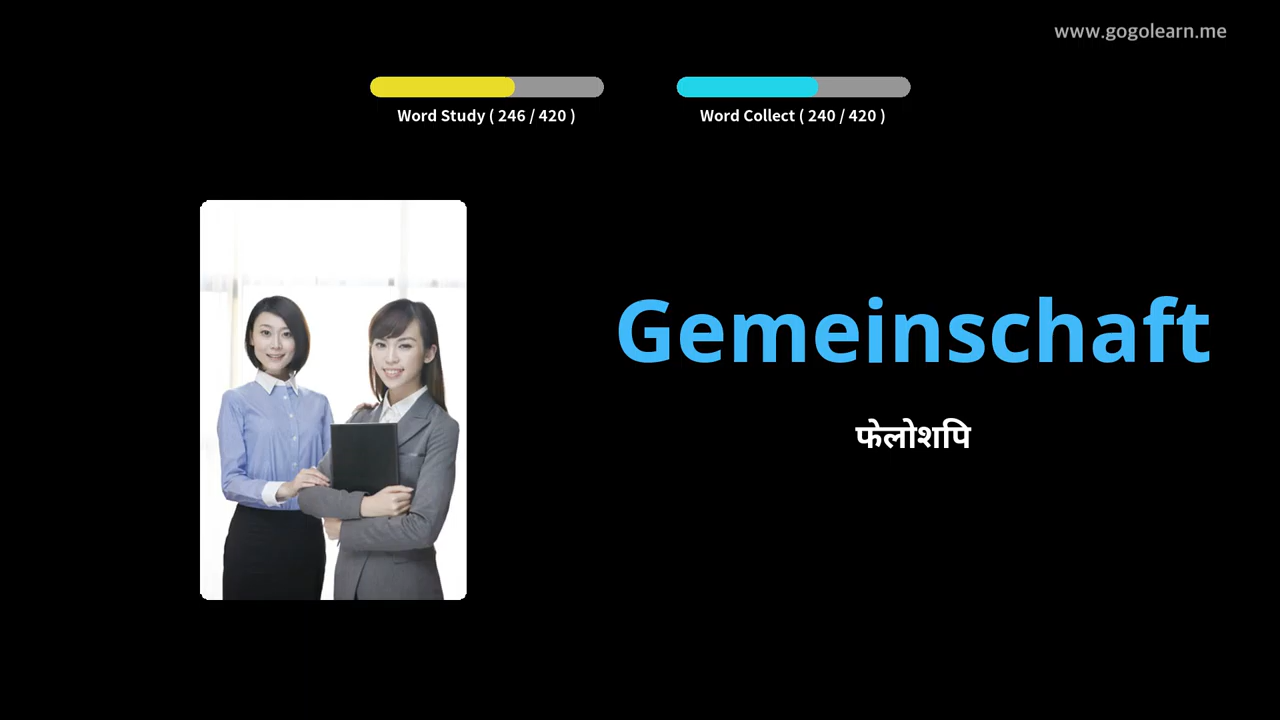 www.gogolearn.me
Word Study ( 246 / 420 )
Word Collect ( 240 / 420 )
Gemeinschaft
फेलोशपि